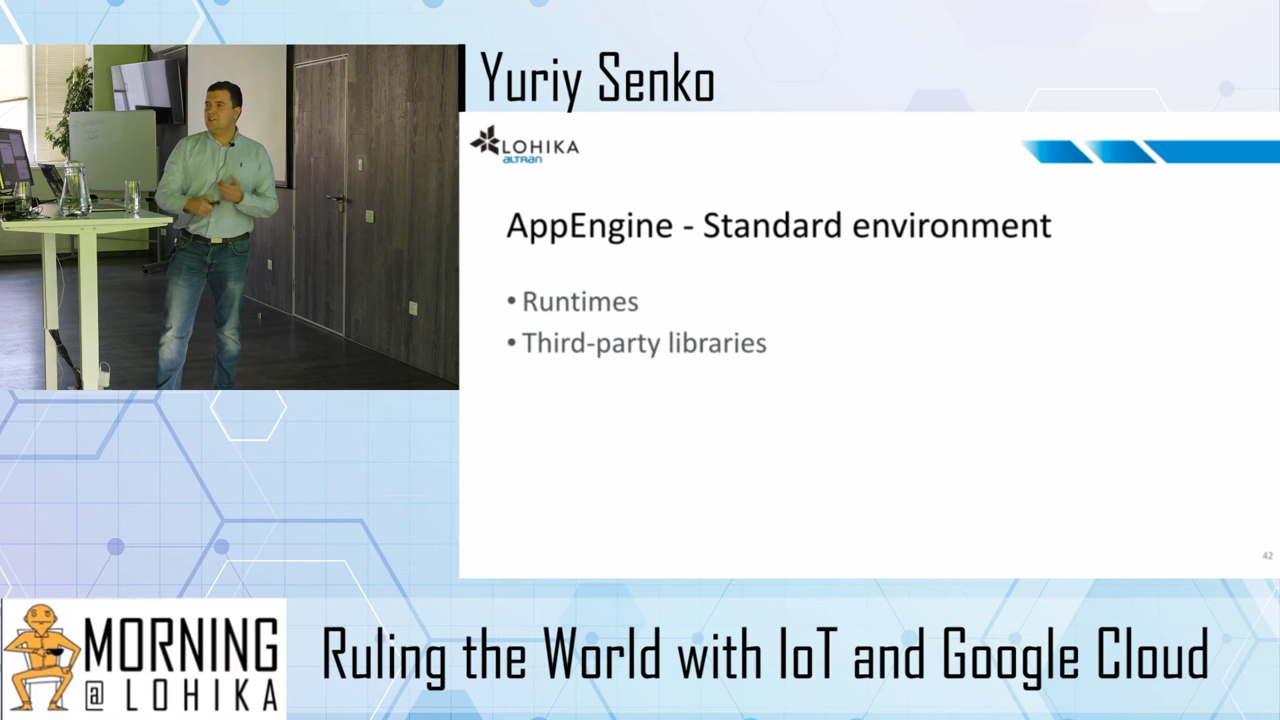 Yuriy Senko
LOHIKA
altran
AppEngine - Standard environment
• Runtimes
• Third-party libraries
42
MORNING
@ LOHIKA
Ruling the World with IoT and Google Cloud